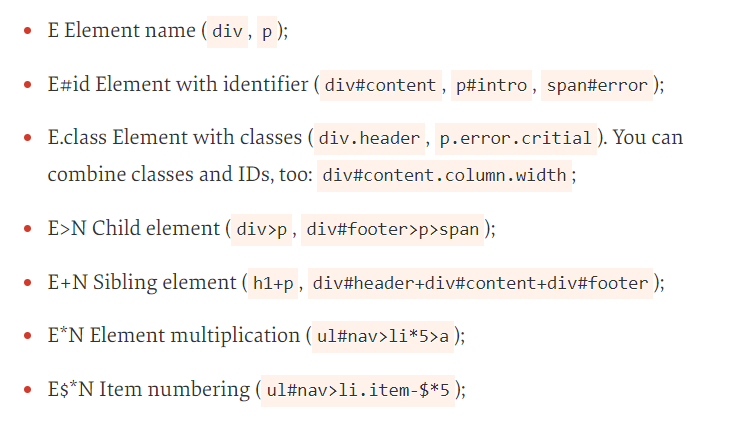 E Element name ( div , p );
E#id Element with identifier ( div#content , p#intro , span#error );
E.class Element with classes ( div.header , p.error.critial ). You can
combine classes and IDs, too: div#content.column.width ;
E>N Child element ( div>p , div#footer>p>span );
E+N Sibling element ( h1+p , div#header+div#content+div#footer );
E*N Element multiplication ( ul#nav>li*5>a );
E$*N Item numbering ( ul#nav>li.item-$*5 );